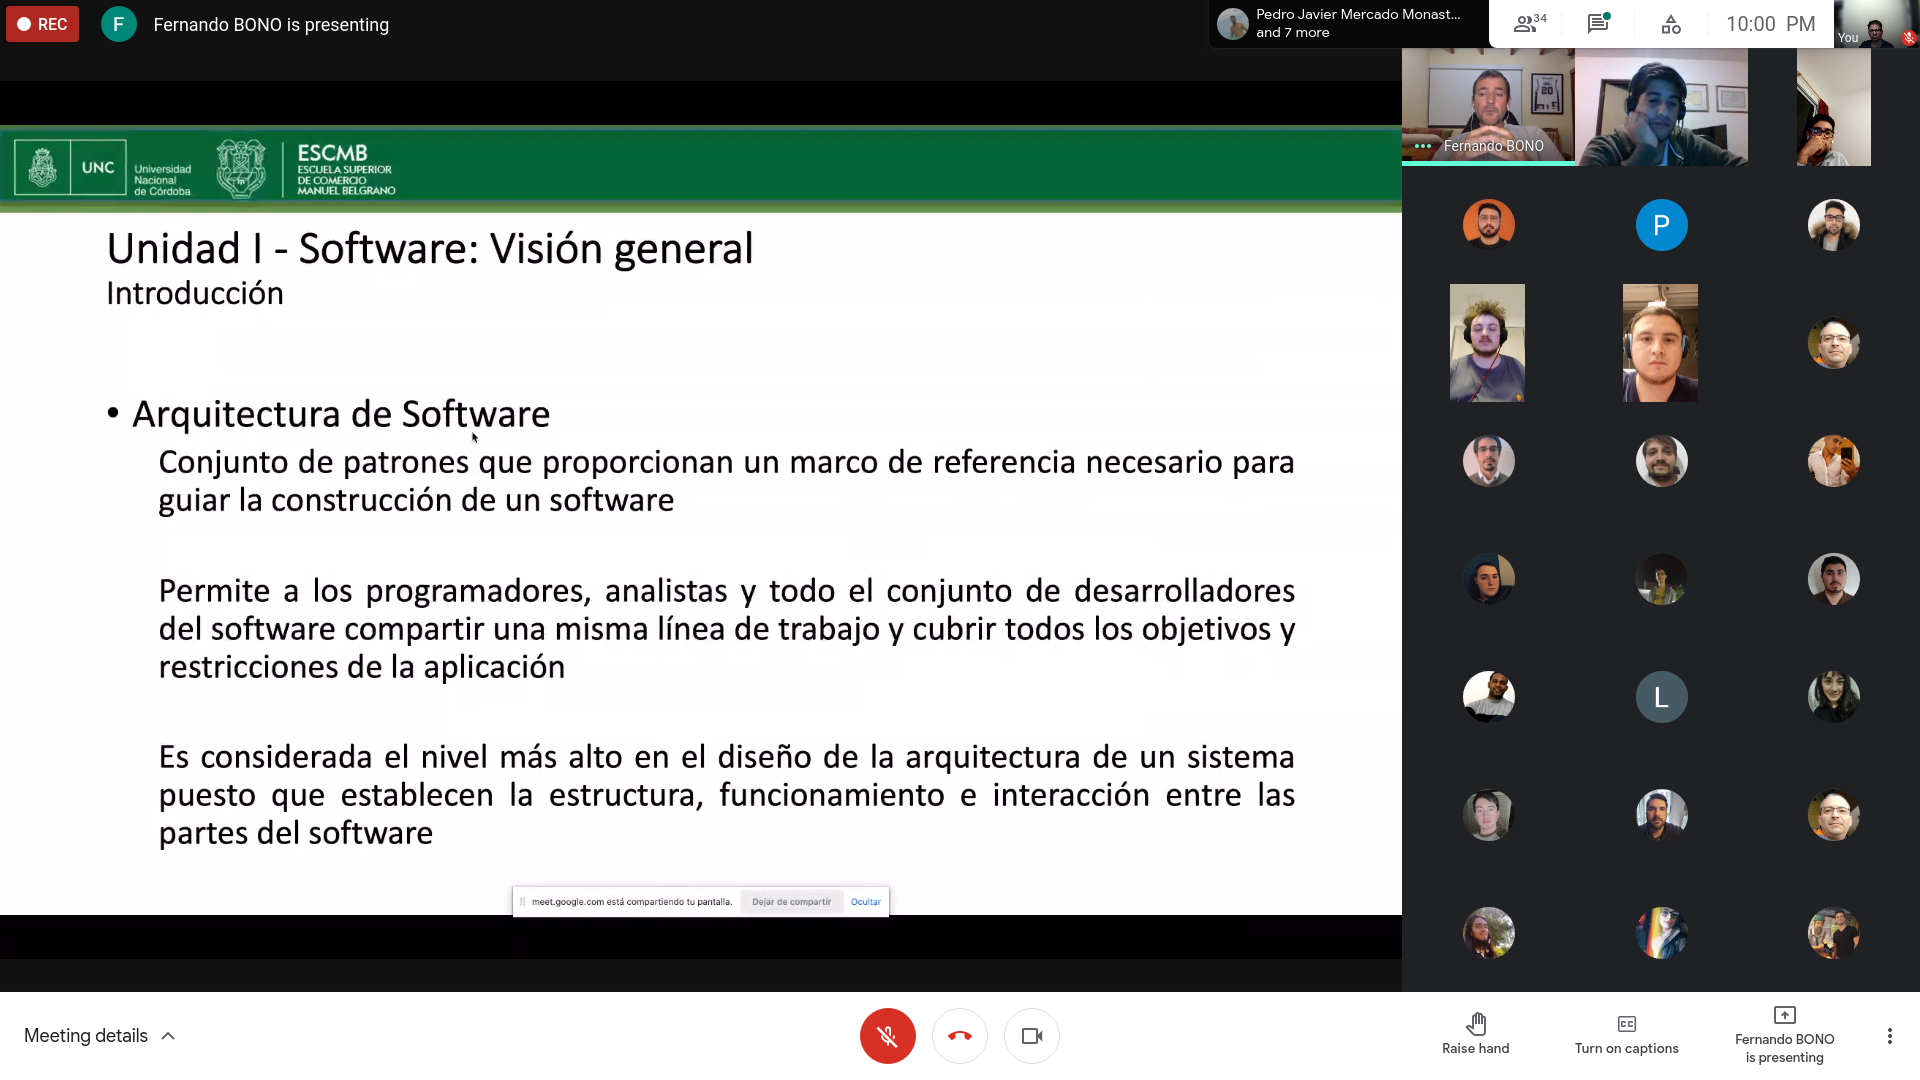 REC
F
Fernando BONO is presenting
Pedro Javier Mercado Monast...
and 7 more
34
10:00 PM
You
20
Fernando BONO
UNC
Universidad
Nacional
de Córdoba
ESCMB
ESCUELA SUPERIOR
DE COMERCIO
MANUEL BELGRANO
Unidad I - Software: Visión general
Introducción
• Arquitectura de Software
Conjunto de patrones que proporcionan un marco de referencia necesario para
guiar la construcción de un software
Permite a los programadores, analistas y todo el conjunto de desarrolladores
del software compartir una misma línea de trabajo y cubrir todos los objetivos y
restricciones de la aplicación
Es considerada el nivel más alto en el diseño de la arquitectura de un sistema
puesto que establecen la estructura, funcionamiento e interacción entre las
partes del software
meet.google.com está compartiendo tu pantalla. Dejar de compartir Ocultar
P
L
Meeting details
Raise hand
Turn on captions
Fernando BONO
is presenting